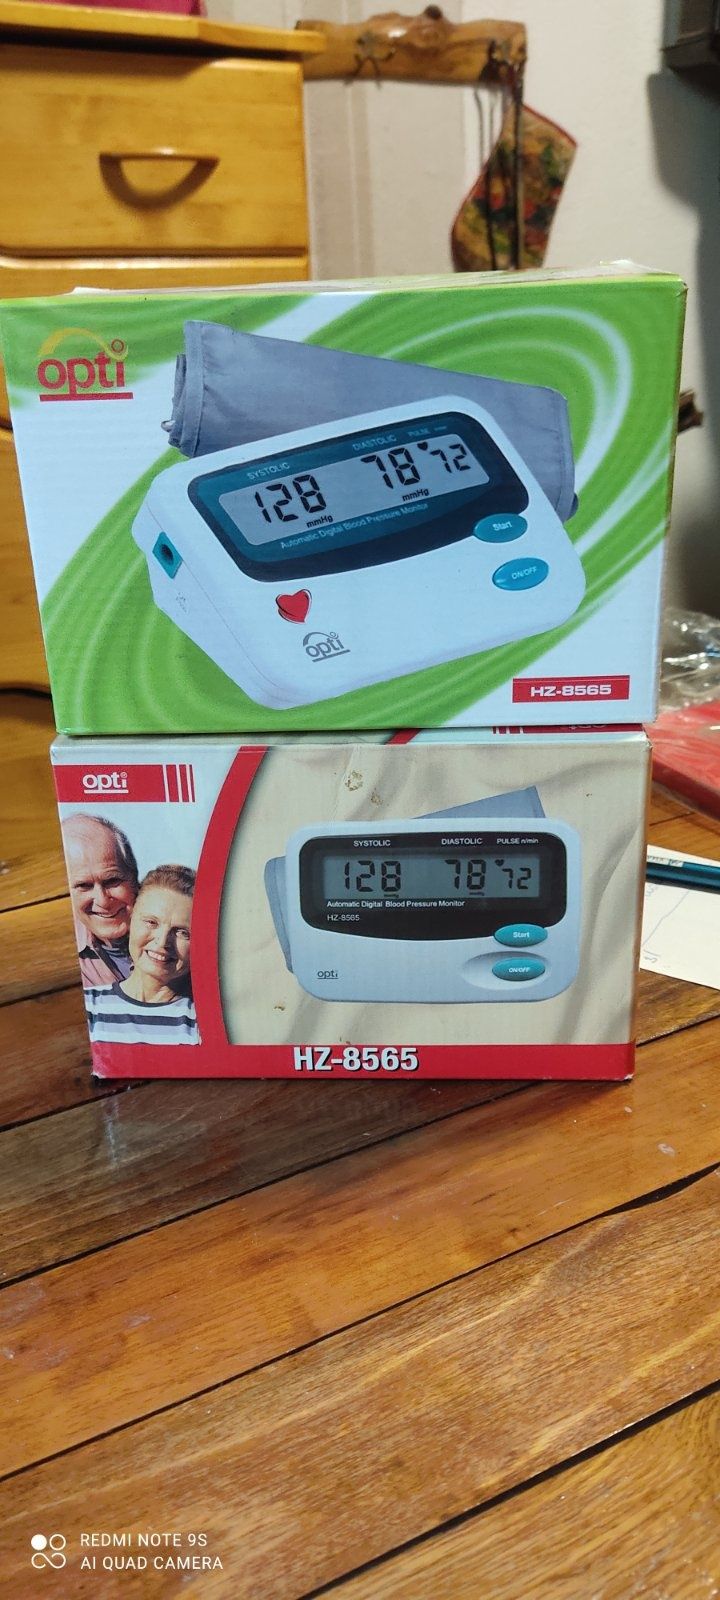 opti
SYSTOLIC
DIASTOLIC
PULSE
128
78
72
mmHg
mmHg
Automatic Digital Blood Pressure Monitor
Start
ON/OFF
opti
HZ-8565
opti®
SYSTOLIC
DIASTOLIC
PULSE n/min
128
78
72
Automatic Digital Blood Pressure Monitor
HZ-8565
Start
ON/OFF
opti
HZ-8565
REDMI NOTE 9S
AI QUAD CAMERA